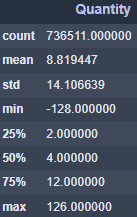 Quantity
count 736511.000000
mean 8.819447
std 14.106639
min -128.000000
25% 2.000000
50% 4.000000
75% 12.000000
max 126.000000